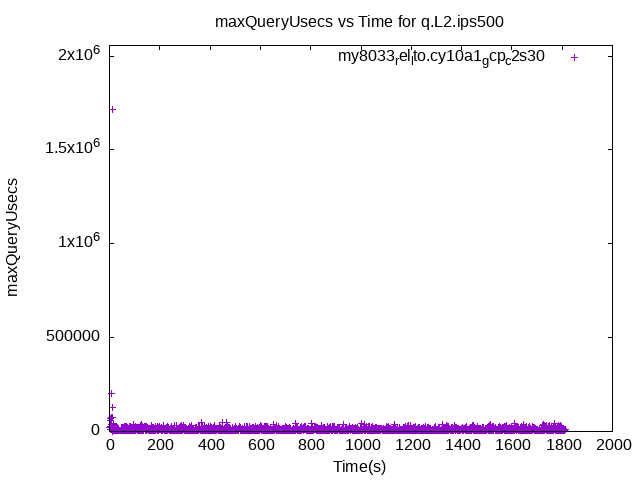 maxQueryUsecs vs Time for q.L2.ips500
my8033_rel_lto.cy10a1_gcp_c2s30
2x10^6
1.5x10^6
1x10^6
500000
0
maxQueryUsecs
0 200 400 600 800 1000 1200 1400 1600 1800 2000
Time(s)